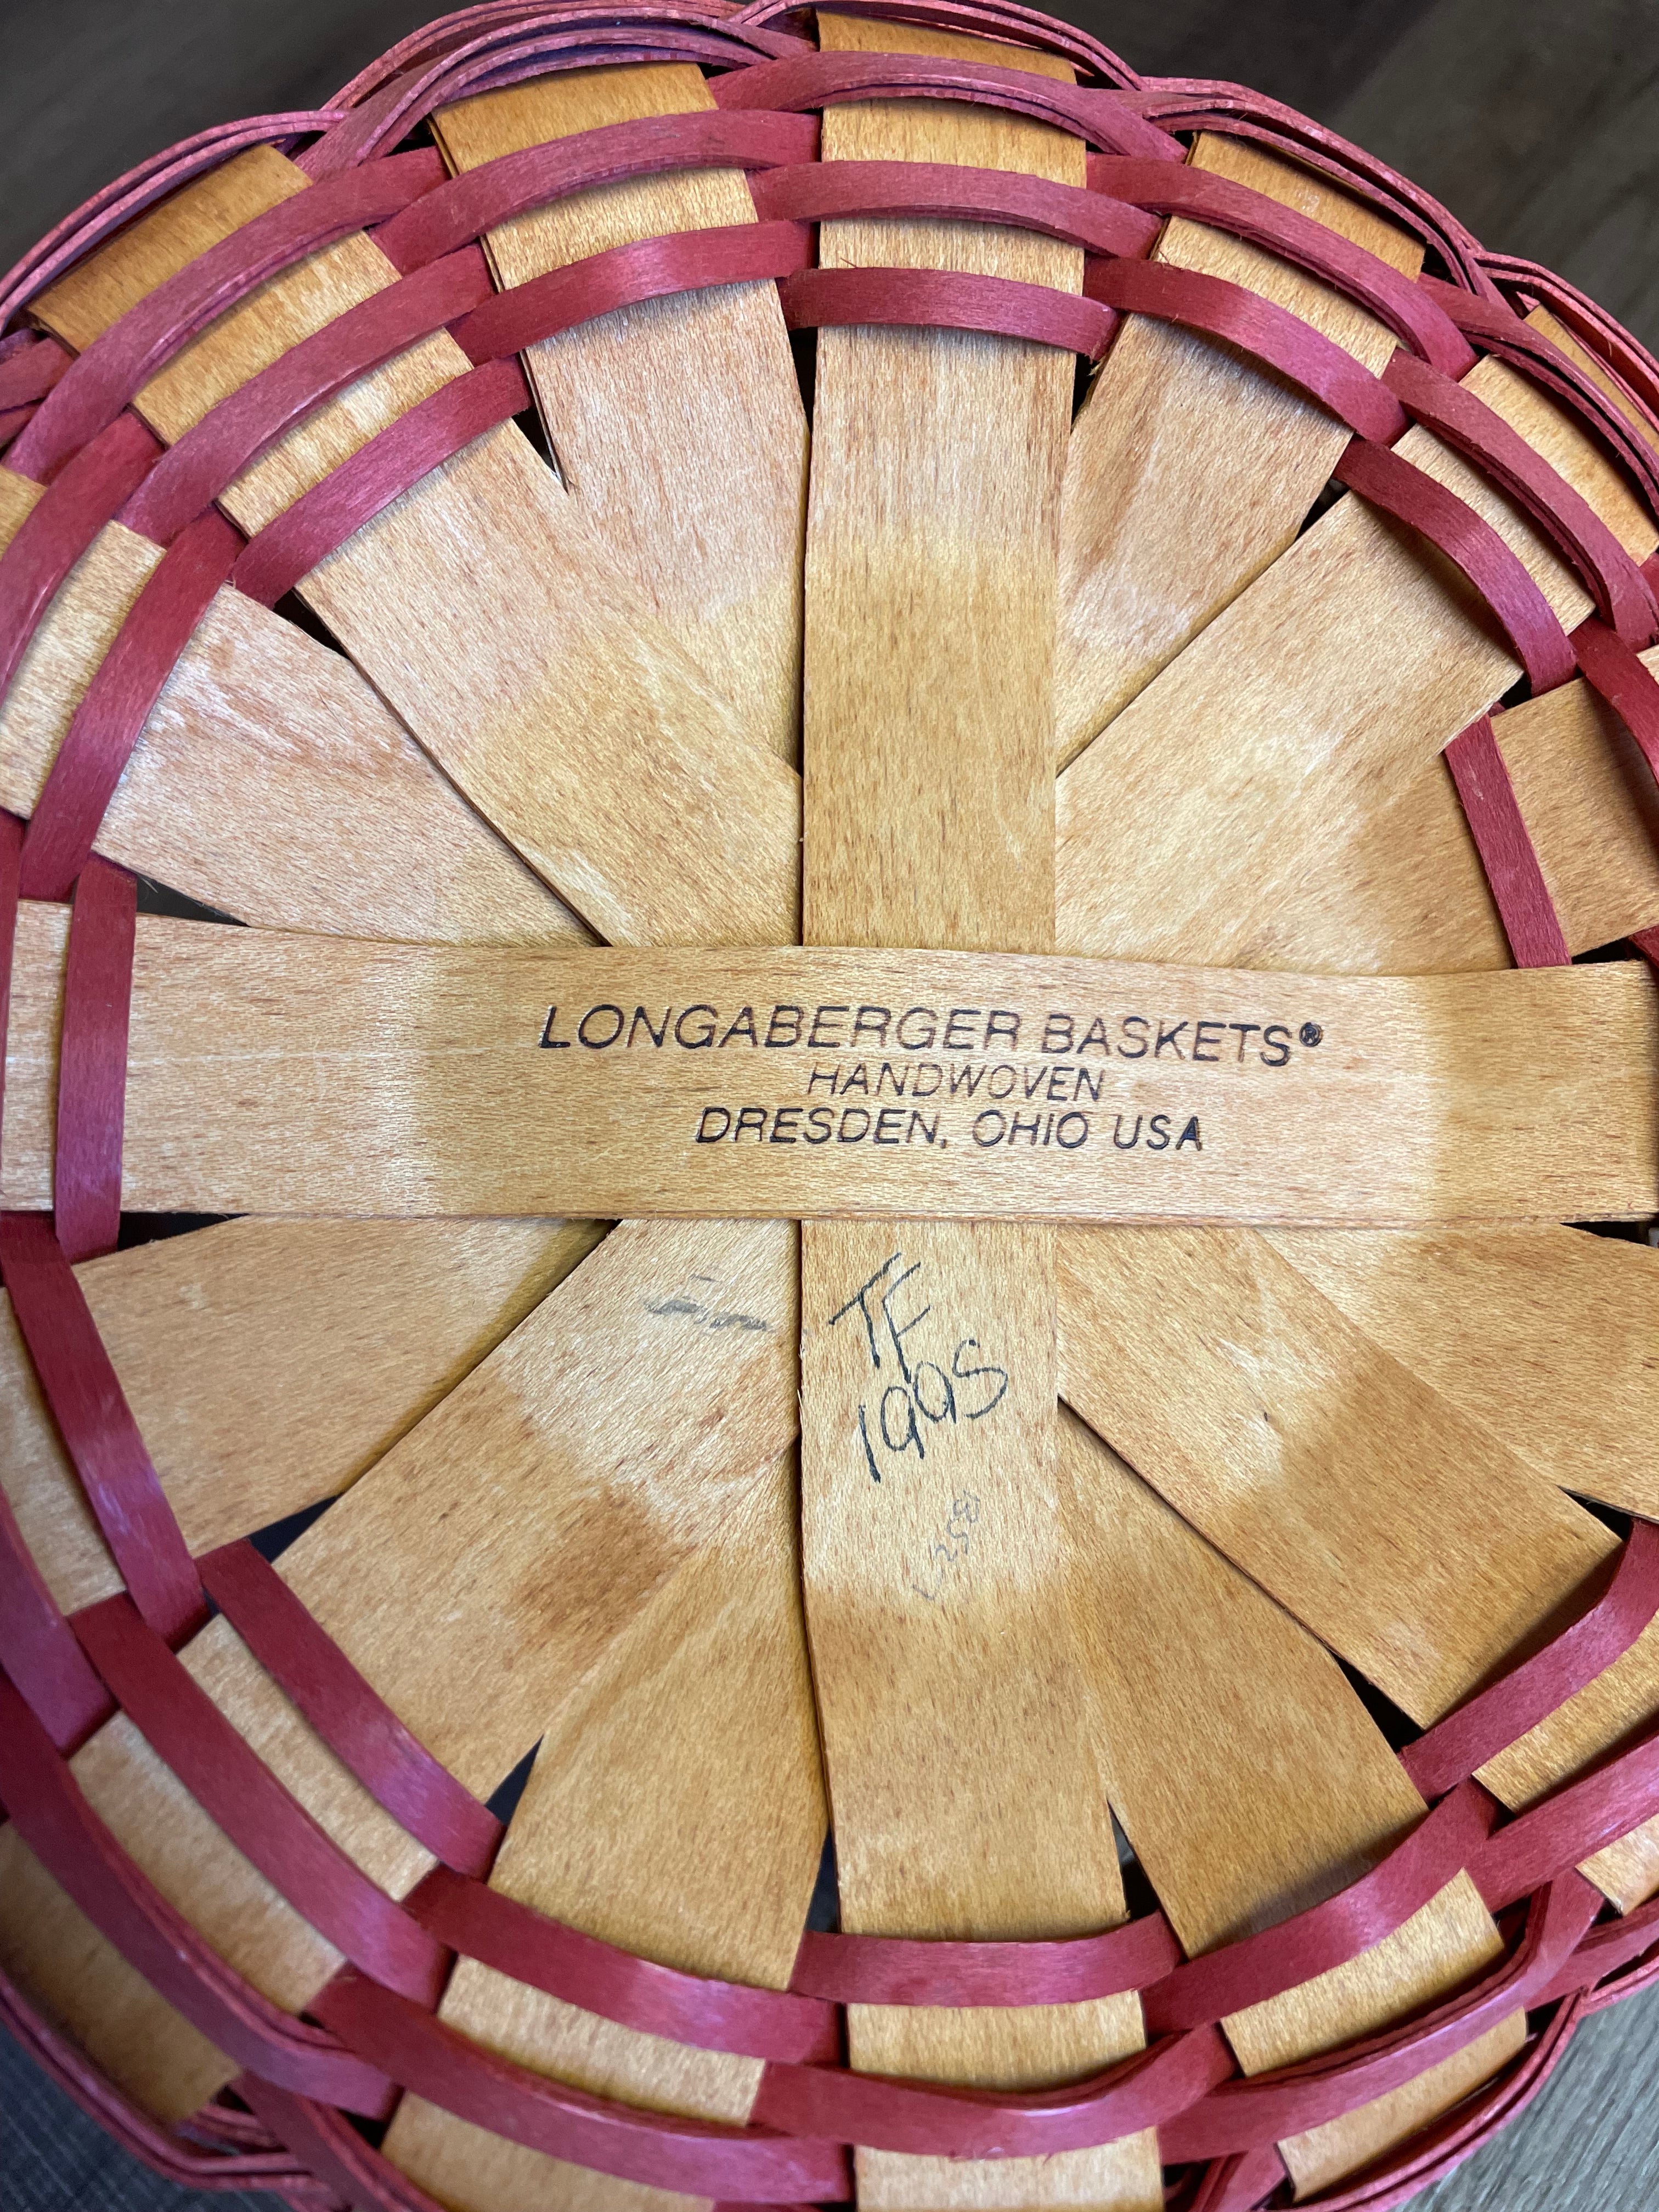 LONGABERGER BASKETS®
HANDWOVEN
DRESDEN, OHIO USA
TF
1995